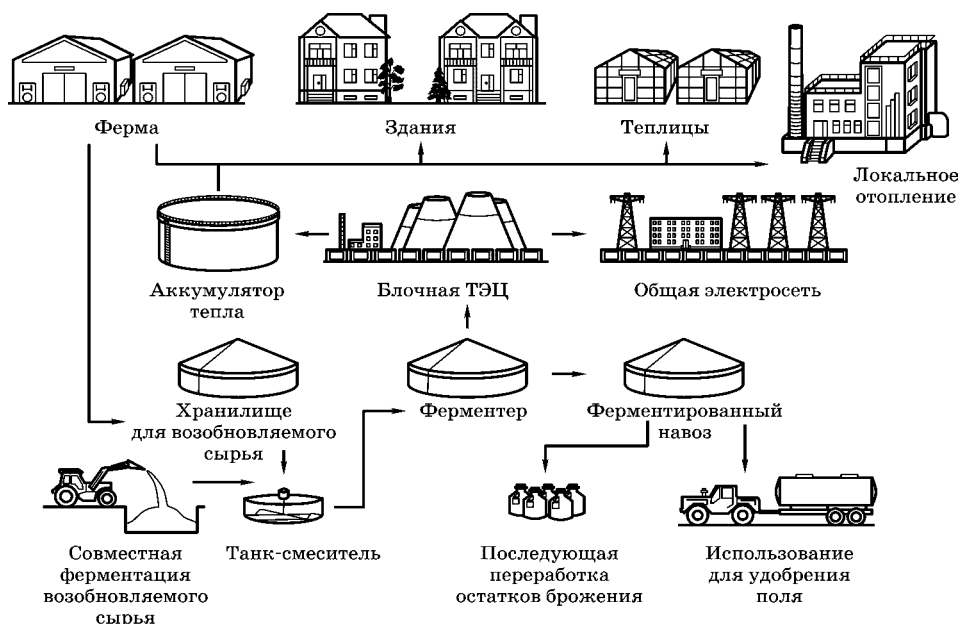 Ферма
Здания
Теплицы
Локальное
отопление
Аккумулятор
тепла
Блочная ТЭЦ
Общая электросеть
Хранилище
для возобновляемого
сырья
Ферментер
Ферментированный
навоз
Совместная
ферментация
возобновляемого
сырья
Танк-смеситель
Последующая
переработка
остатков брожения
Использование
для удобрения
поля